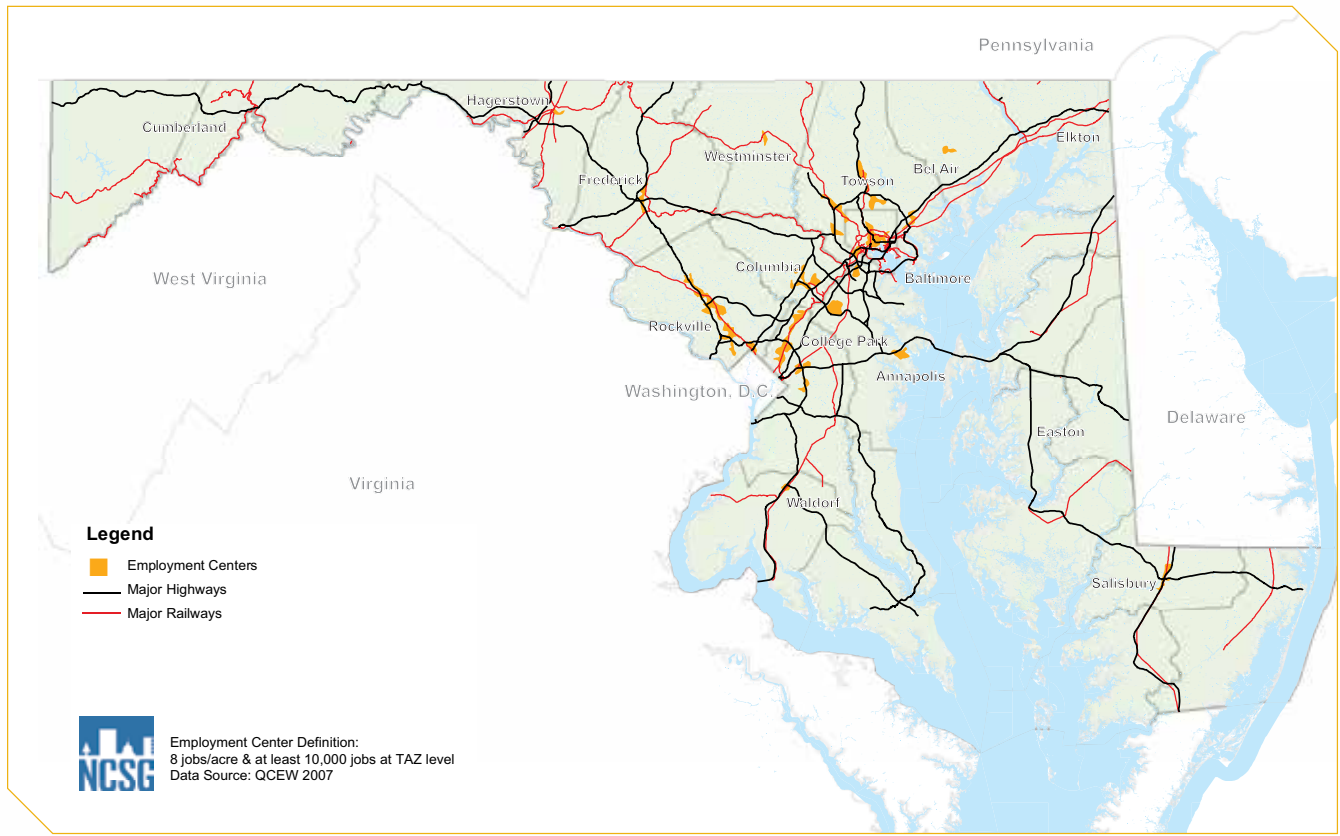 Pennsylvania
Hagerstown
Cumberland
Elkton
Westminster
Bel Air
Frederick
Towson
West Virginia
Columbia
Baltimore
Rockville
College Park
Annapolis
Washington, D.C.
Delaware
Easton
Virginia
Waldorf
Legend
Employment Centers
Major Highways
Major Railways
Salisbury
NCSG
Employment Center Definition:
8 jobs/acre & at least 10,000 jobs at TAZ level
Data Source: QCEW 2007